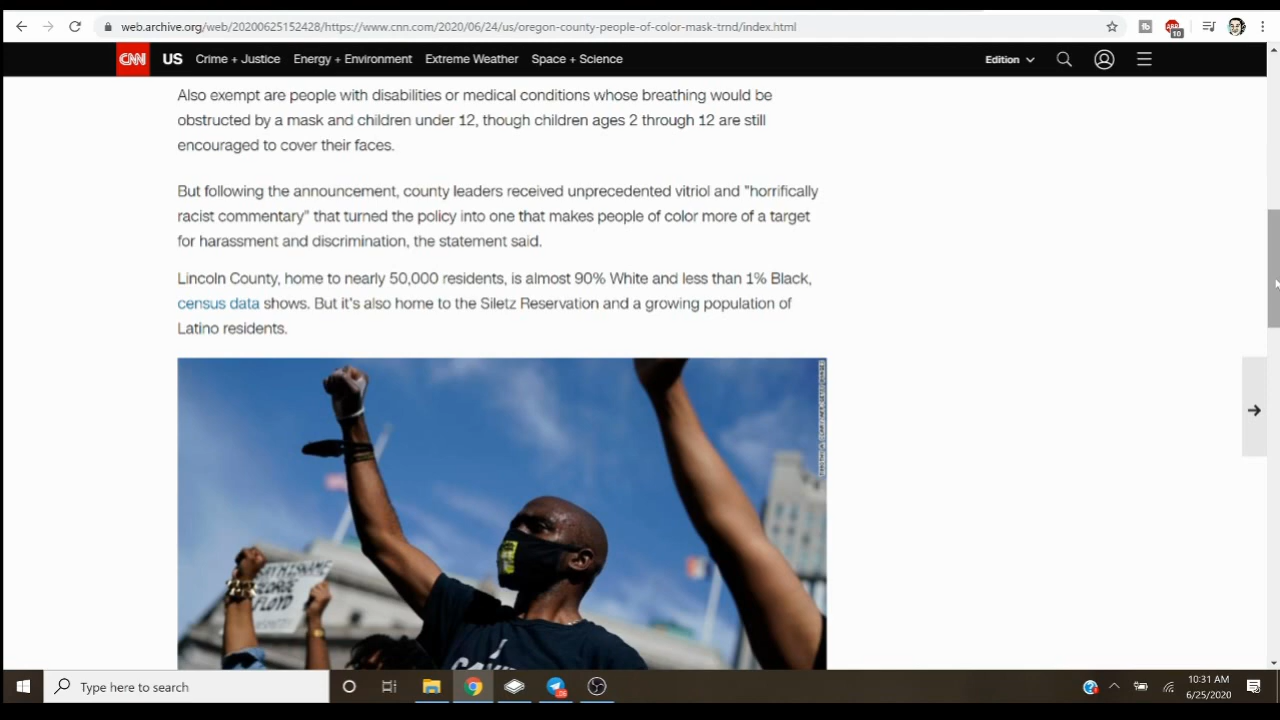 web.archive.org/web/20200625152428/https://www.cnn.com/2020/06/24/us/oregon-county-people-of-color-mask-trnd/index.html
ABP
10
CNN US Crime + Justice Energy + Environment Extreme Weather Space + Science Edition
Also exempt are people with disabilities or medical conditions whose breathing would be
obstructed by a mask and children under 12, though children ages 2 through 12 are still
encouraged to cover their faces.
But following the announcement, county leaders received unprecedented vitriol and "horrifically
racist commentary" that turned the policy into one that makes people of color more of a target
for harassment and discrimination, the statement said.
Lincoln County, home to nearly 50,000 residents, is almost 90% White and less than 1% Black,
census data shows. But it's also home to the Siletz Reservation and a growing population of
Latino residents.
SAY HIS NAME
GEORGE
FLOYD
Type here to search
10:31 AM
6/25/2020